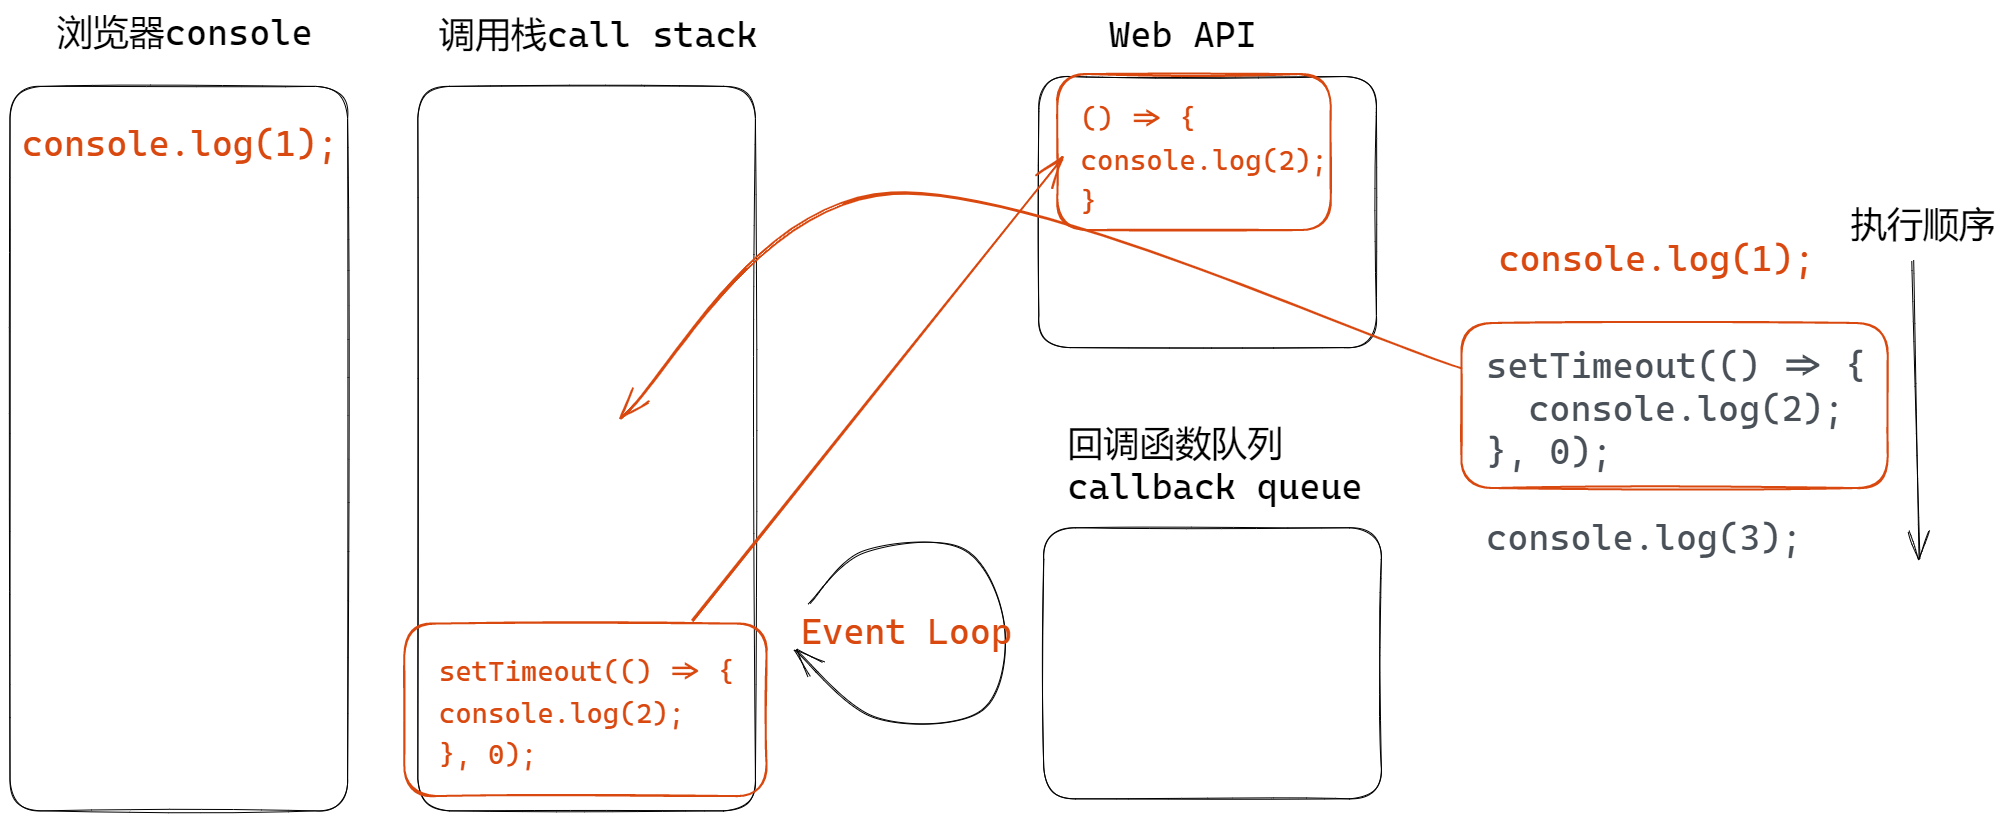 浏览器console
console.log(1);
调用栈call stack
setTimeout(() => {
console.log(2);
}, 0);
Event Loop
Web API
() => {
console.log(2);
}
回调函数队列
callback queue
执行顺序
console.log(1);
setTimeout(() => {
console.log(2);
}, 0);
console.log(3);